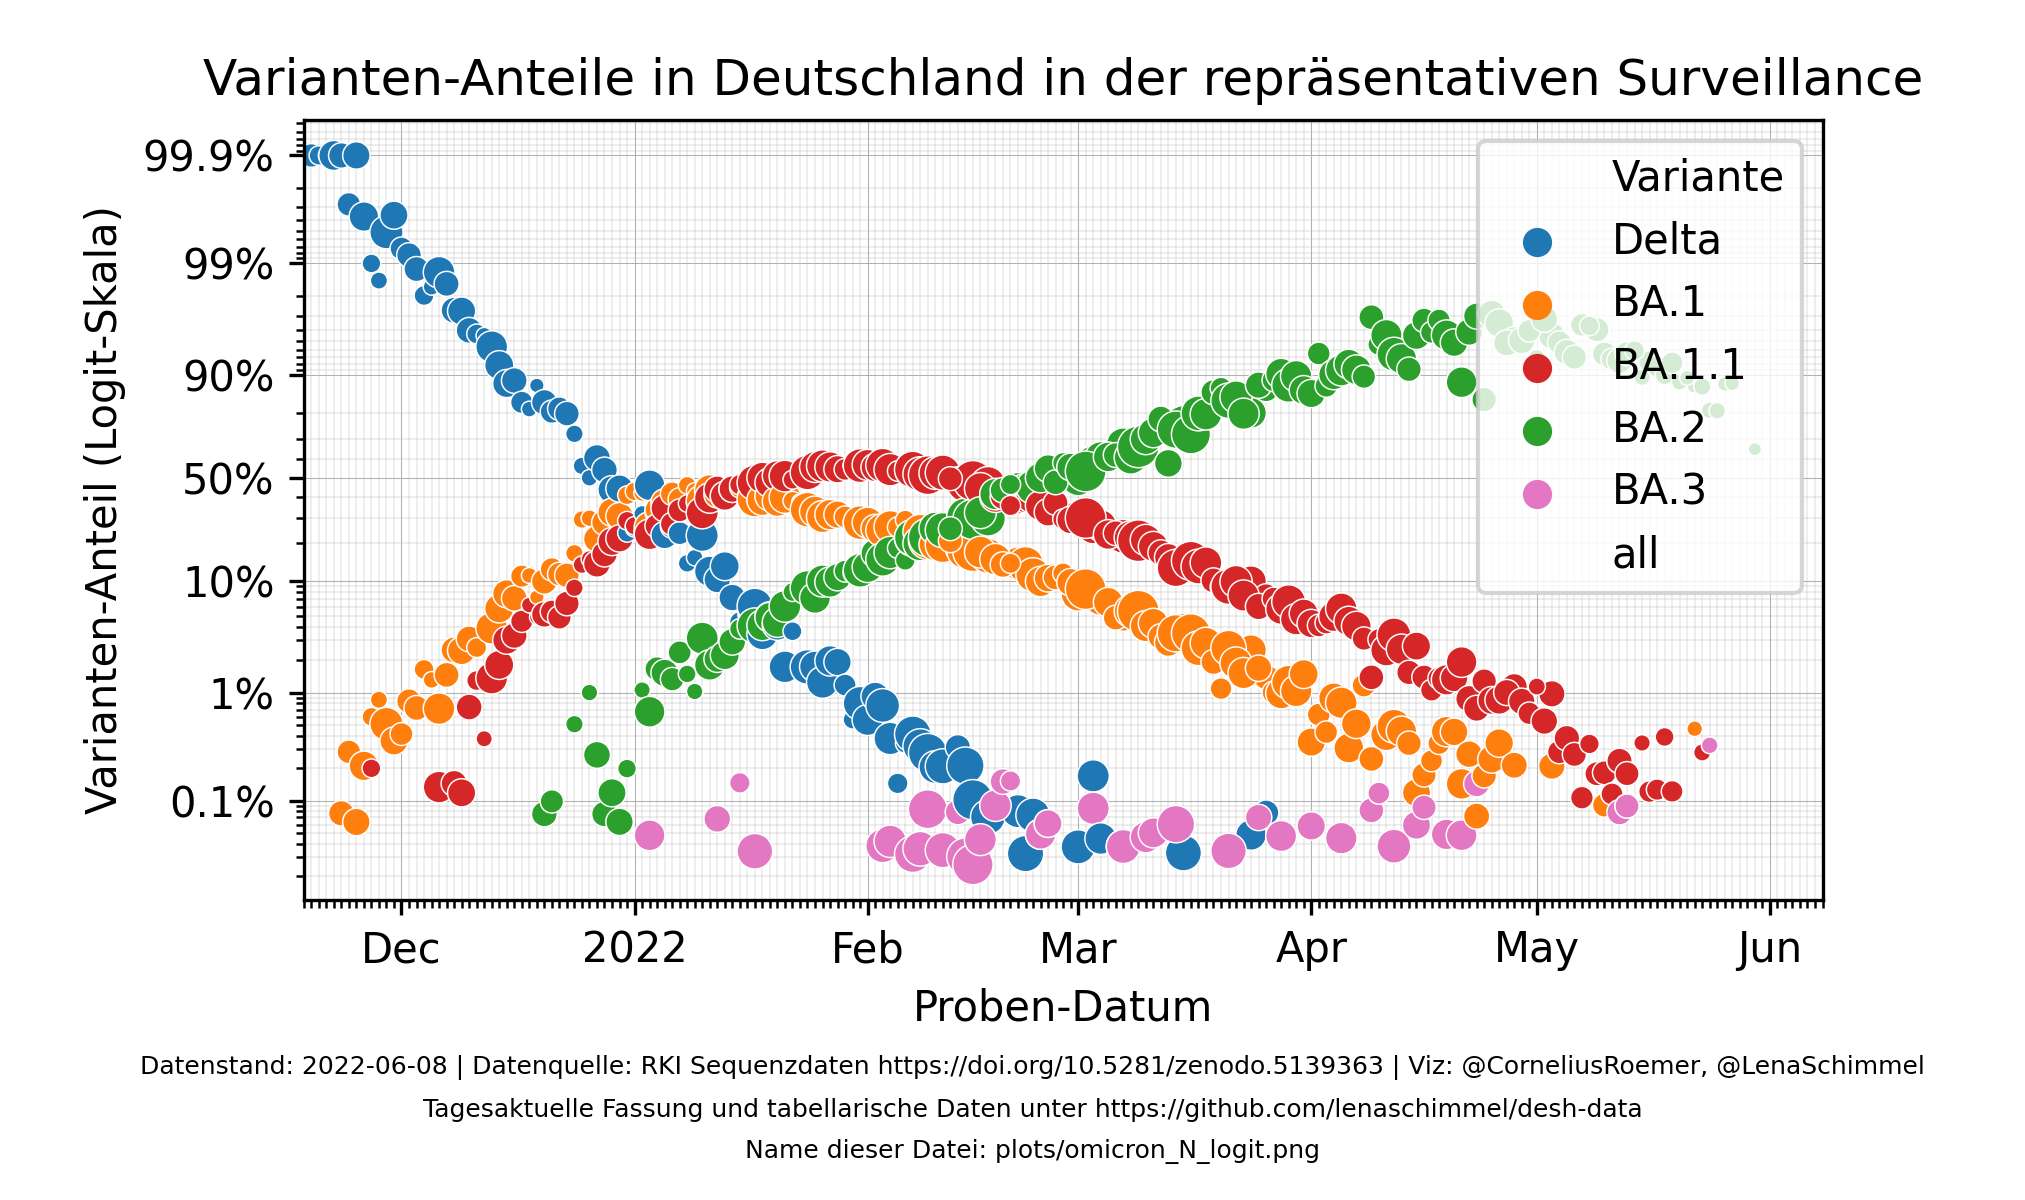 Varianten-Anteile in Deutschland in der repräsentativen Surveillance
Varianten-Anteil (Logit-Skala)
99.9%
99%
90%
50%
10%
1%
0.1%
Variante
Delta
BA.1
BA.1.1
BA.2
BA.3
all
Dec 2022 Feb Mar Apr May Jun
Proben-Datum
Datenstand: 2022-06-08 | Datenquelle: RKI Sequenzdaten https://doi.org/10.5281/zenodo.5139363 | Viz: @CorneliusRoemer, @LenaSchimmel
Tagesaktuelle Fassung und tabellarische Daten unter https://github.com/lenaschimmel/desh-data
Name dieser Datei: plots/omicron_N_logit.png